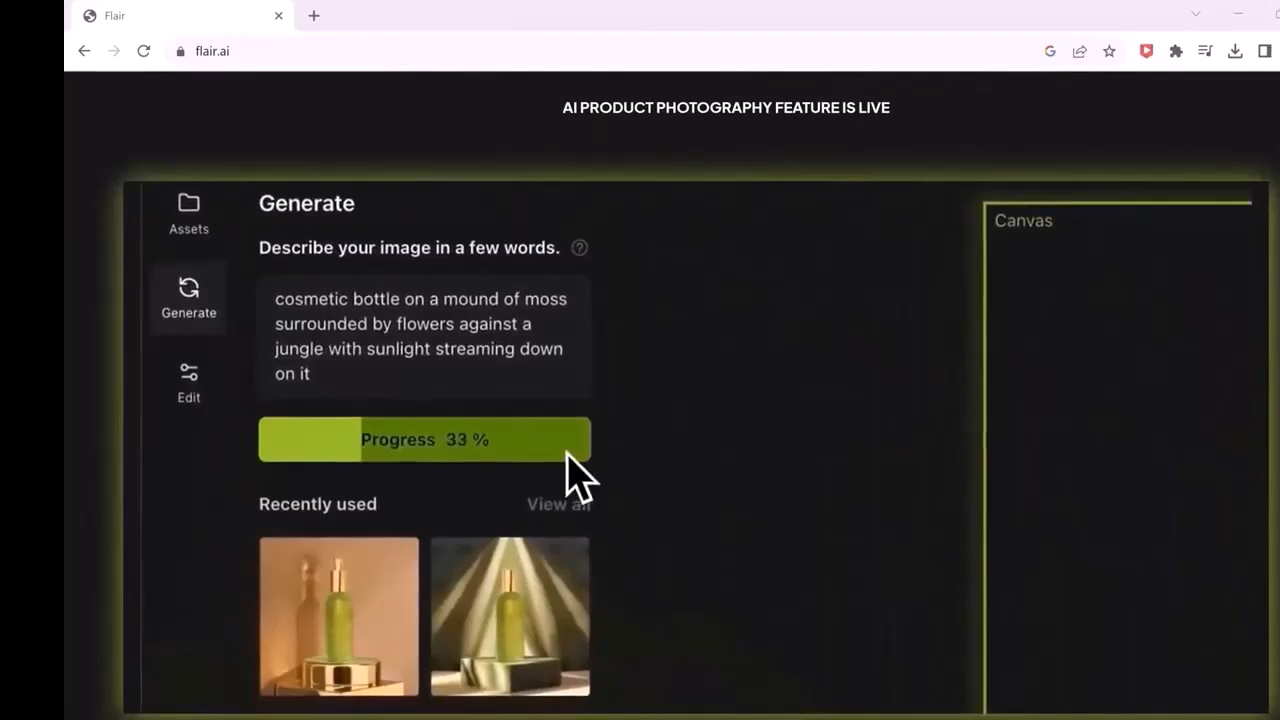 Flair
flair.ai
AI PRODUCT PHOTOGRAPHY FEATURE IS LIVE
Generate
Assets
Describe your image in a few words.
Canvas
cosmetic bottle on a mound of moss
surrounded by flowers against a
jungle with sunlight streaming down
on it
Generate
Edit
Progress 33 %
Recently used
View all